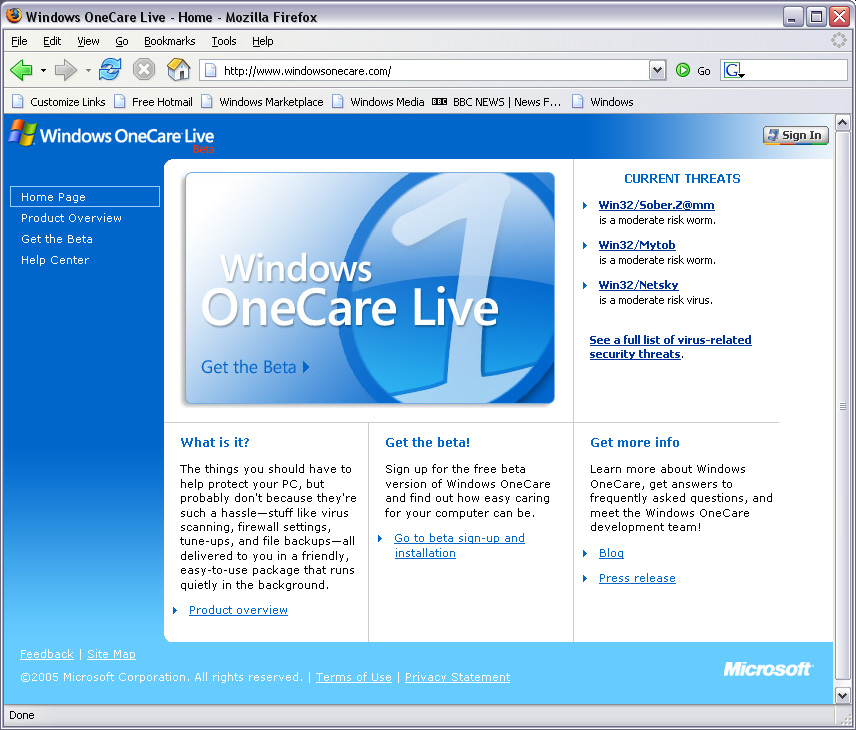 Windows OneCare Live - Home - Mozilla Firefox
File Edit View Go Bookmarks Tools Help
http://www.windowsonecare.com/ Go G
Customize Links Free Hotmail Windows Marketplace Windows Media BBC BBC NEWS | News F... Windows
Windows OneCare Live
Beta
Sign In
Home Page
Product Overview
Get the Beta
Help Center
1
Windows
OneCare Live
Get the Beta
CURRENT THREATS
Win32/Sober.Z@mm
is a moderate risk worm.
Win32/Mytob
is a moderate risk worm.
Win32/Netsky
is a moderate risk virus.
See a full list of virus-related
security threats.
What is it?
The things you should have to
help protect your PC, but
probably don't because they're
such a hassle—stuff like virus
scanning, firewall settings,
tune-ups, and file backups—all
delivered to you in a friendly,
easy-to-use package that runs
quietly in the background.
Product overview
Get the beta!
Sign up for the free beta
version of Windows OneCare
and find out how easy caring
for your computer can be.
Go to beta sign-up and
installation
Get more info
Learn more about Windows
OneCare, get answers to
frequently asked questions, and
meet the Windows OneCare
development team!
Blog
Press release
Feedback | Site Map
©2005 Microsoft Corporation. All rights reserved. | Terms of Use | Privacy Statement
Microsoft
Done